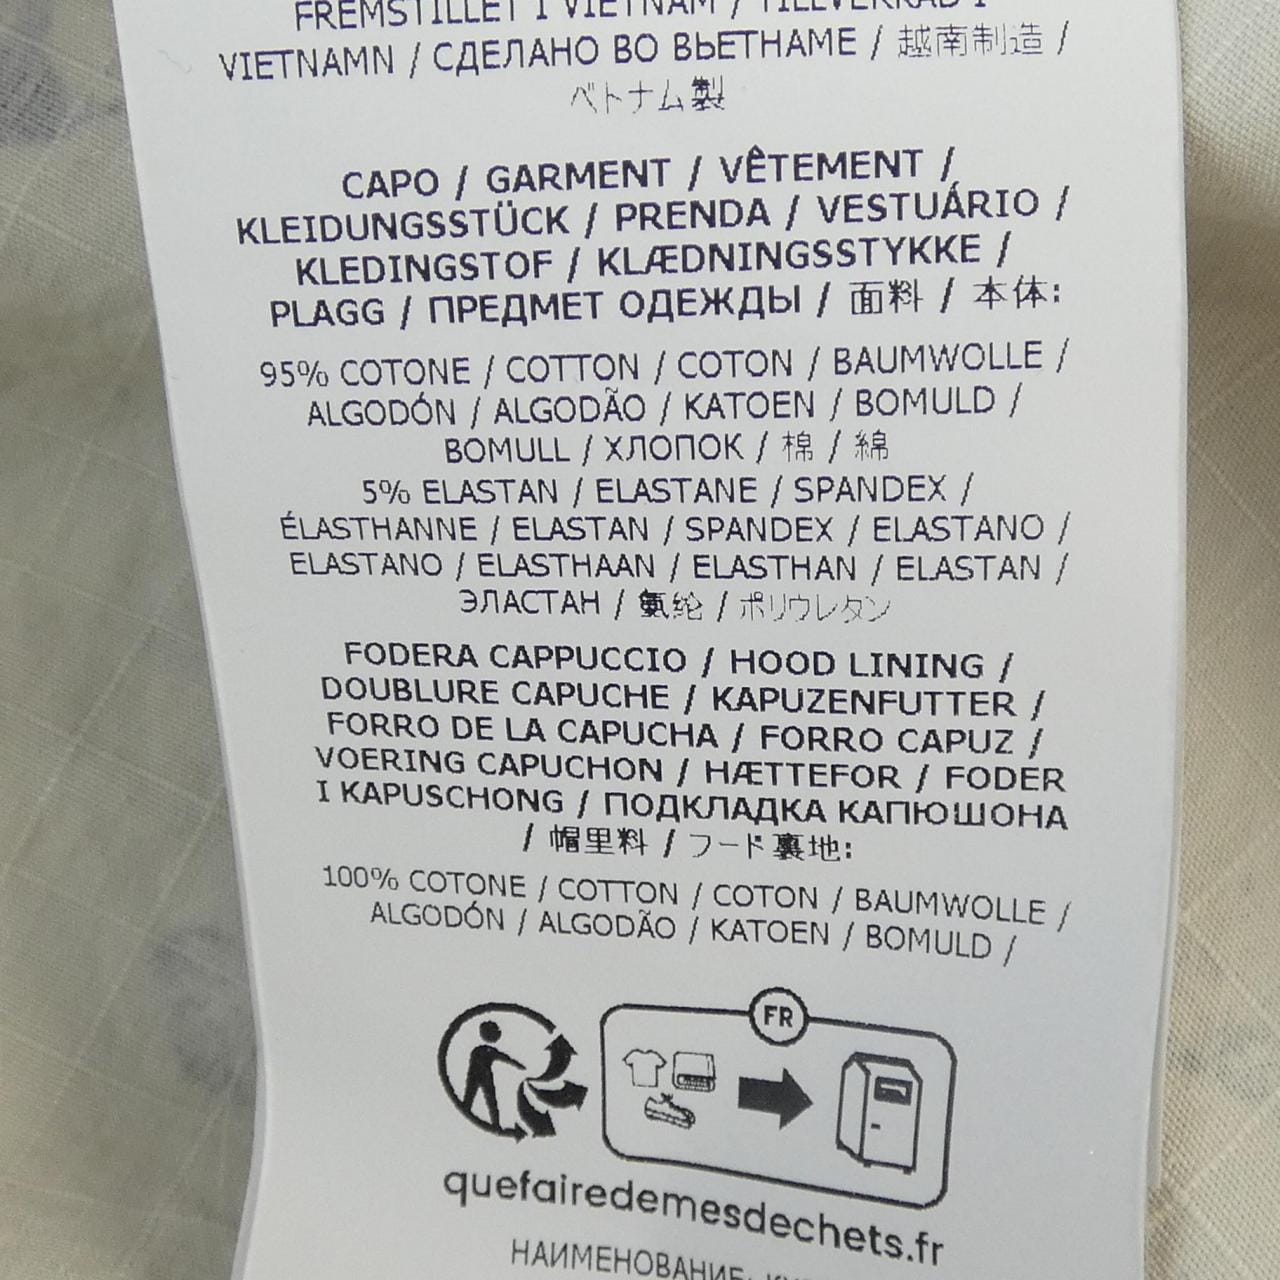 FREMSTILLET I VIETNAM / TILLVERKAD I
VIETNAMN / СДЕЛАНО ВО ВЬЕТНАМЕ / 越南制造 /
ベトナム製
CAPO / GARMENT / VÊTEMENT /
KLEIDUNGSSTÜCK / PRENDA / VESTUÁRIO /
KLEDINGSTOF / KLÆDNINGSSTYKKE /
PLAGG / ПРЕДМЕТ ОДЕЖДЫ / 面料 / 本体:
95% COTONE / COTTON / COTON / BAUMWOLLE /
ALGODÓN / ALGODÃO / KATOEN / BOMULD /
BOMULL / ХЛОПОК / 棉 / 綿
5% ELASTAN / ELASTANE / SPANDEX /
ÉLASTHANNE / ELASTAN / SPANDEX / ELASTANO /
ELASTANO / ELASTHAAN / ELASTHAN / ELASTAN /
ЭЛАСТАН / 氨纶 / ポリウレタン
FODERA CAPPUCCIO / HOOD LINING /
DOUBLURE CAPUCHE / KAPUZENFUTTER /
FORRO DE LA CAPUCHA / FORRO CAPUZ /
VOERING CAPUCHON / HÆTTEFOR / FODER
I KAPUSCHONG / ПОДКЛАДКА КАПЮШОНА
/ 帽里料 / フード裏地:
100% COTONE / COTTON / COTON / BAUMWOLLE /
ALGODÓN / ALGODÃO / KATOEN / BOMULD /
FR
quefairedemesdechets.fr
НАИМЕНОВАНИЕ: